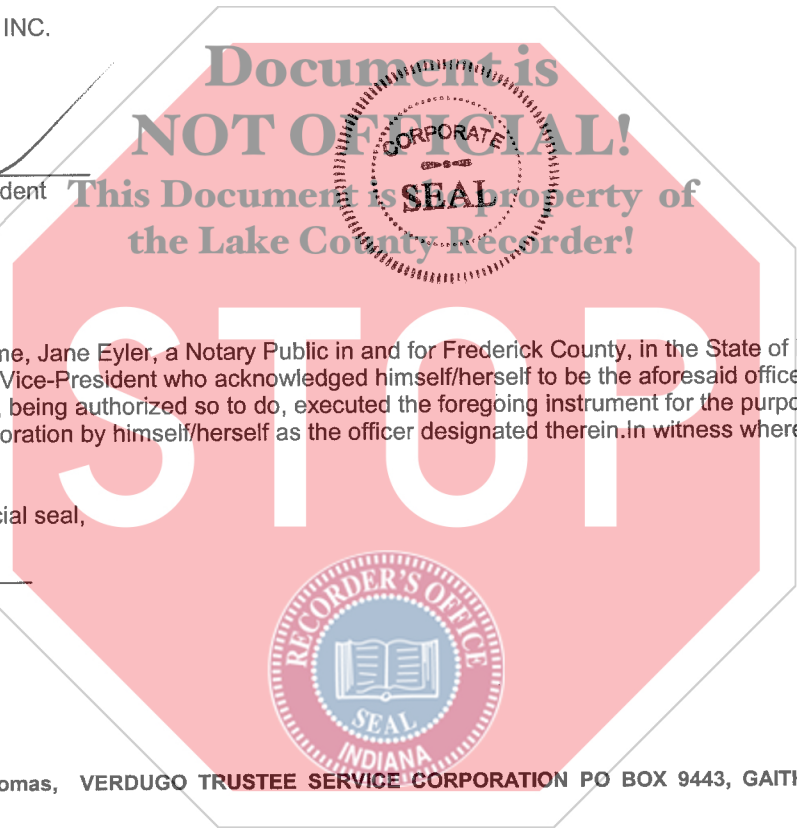 INC.
Document is
NOT OFFICIAL!
CORPORATE
SEAL
dent
This Document is the property of
the Lake County Recorder!
STOP
me, Jane Eyler, a Notary Public in and for Frederick County, in the State of
Vice-President who acknowledged himself/herself to be the aforesaid office
, being authorized so to do, executed the foregoing instrument for the purpo
oration by himself/herself as the officer designated therein.In witness where
cial seal,
RECORDER'S OFFICE
SEAL
INDIANA
omas, VERDUGO TRUSTEE SERVICE CORPORATION PO BOX 9443, GAITH